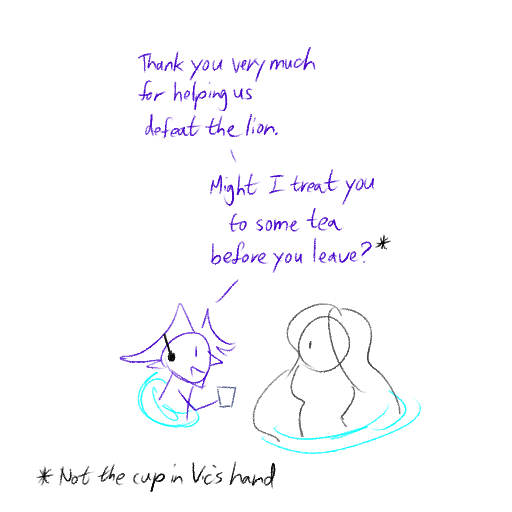 Thank you very much
for helping us
defeat the lion.
Might I treat you
to some tea
before you leave?*
* Not the cup in Vic's hand